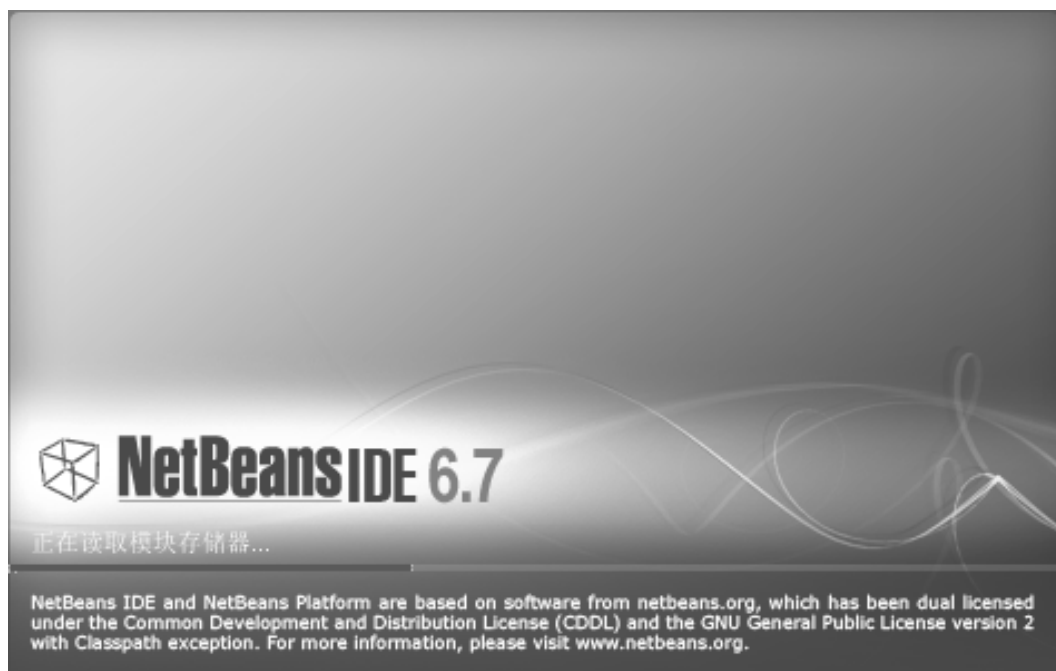 NetBeans IDE 6.7
正在读取模块存储器...
NetBeans IDE and NetBeans Platform are based on software from netbeans.org, which has been dual licensed
under the Common Development and Distribution License (CDDL) and the GNU General Public License version 2
with Classpath exception. For more information, please visit www.netbeans.org.